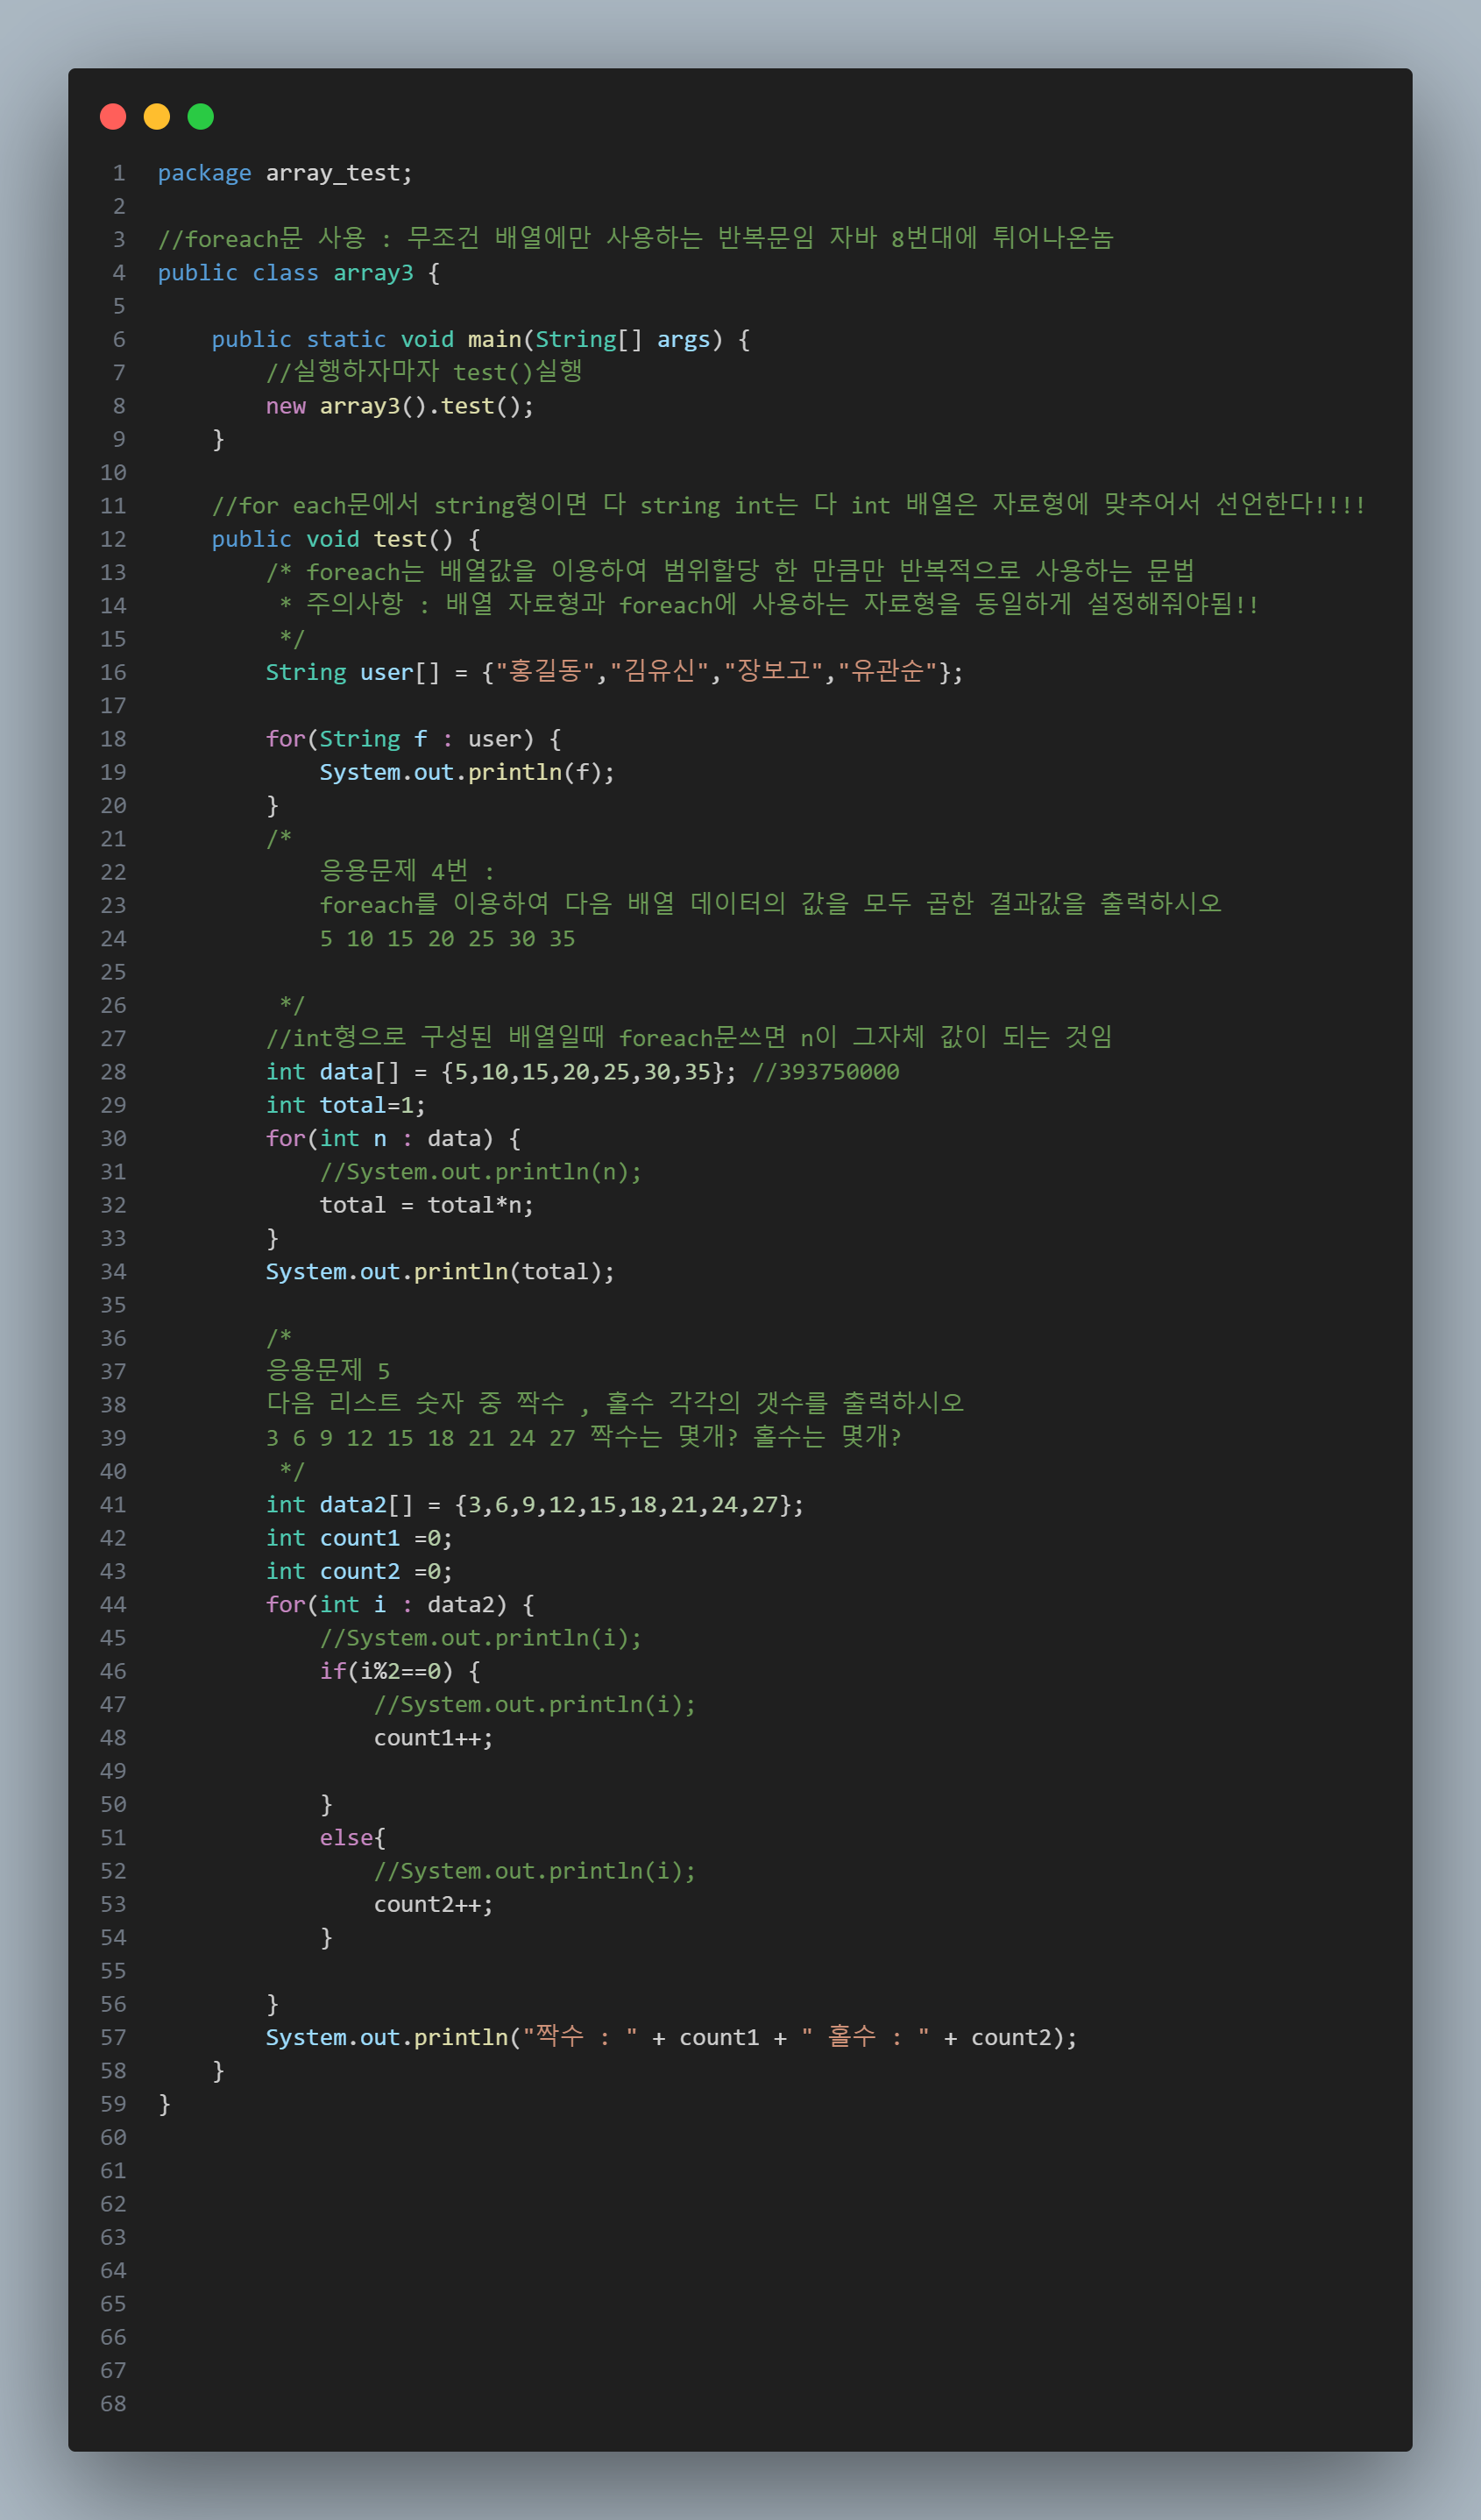 1 package array_test;
2
3 //foreach문 사용 : 무조건 배열에만 사용하는 반복문임 자바 8번대에 튀어나온놈
4 public class array3 {
5
6     public static void main(String[] args) {
7         //실행하자마자 test()실행
8         new array3().test();
9     }
10
11     //for each문에서 string형이면 다 string int는 다 int 배열은 자료형에 맞추어서 선언한다!!!!
12     public void test() {
13         /* foreach는 배열값을 이용하여 범위할당 한 만큼만 반복적으로 사용하는 문법
14          * 주의사항 : 배열 자료형과 foreach에 사용하는 자료형을 동일하게 설정해줘야됨!!
15          */
16         String user[] = {"홍길동","김유신","장보고","유관순"};
17
18         for(String f : user) {
19             System.out.println(f);
20         }
21         /*
22             응용문제 4번 :
23             foreach를 이용하여 다음 배열 데이터의 값을 모두 곱한 결과값을 출력하시오
24             5 10 15 20 25 30 35
25
26          */
27         //int형으로 구성된 배열일때 foreach문쓰면 n이 그자체 값이 되는 것임
28         int data[] = {5,10,15,20,25,30,35}; //393750000
29         int total=1;
30         for(int n : data) {
31             //System.out.println(n);
32             total = total*n;
33         }
34         System.out.println(total);
35
36         /*
37         응용문제 5
38         다음 리스트 숫자 중 짝수 , 홀수 각각의 갯수를 출력하시오
39         3 6 9 12 15 18 21 24 27 짝수는 몇개? 홀수는 몇개?
40          */
41         int data2[] = {3,6,9,12,15,18,21,24,27};
42         int count1 =0;
43         int count2 =0;
44         for(int i : data2) {
45             //System.out.println(i);
46             if(i%2==0) {
47                 //System.out.println(i);
48                 count1++;
49
50             }
51             else{
52                 //System.out.println(i);
53                 count2++;
54             }
55
56         }
57         System.out.println("짝수 : " + count1 + " 홀수 : " + count2);
58     }
59 }
60
61
62
63
64
65
66
67
68